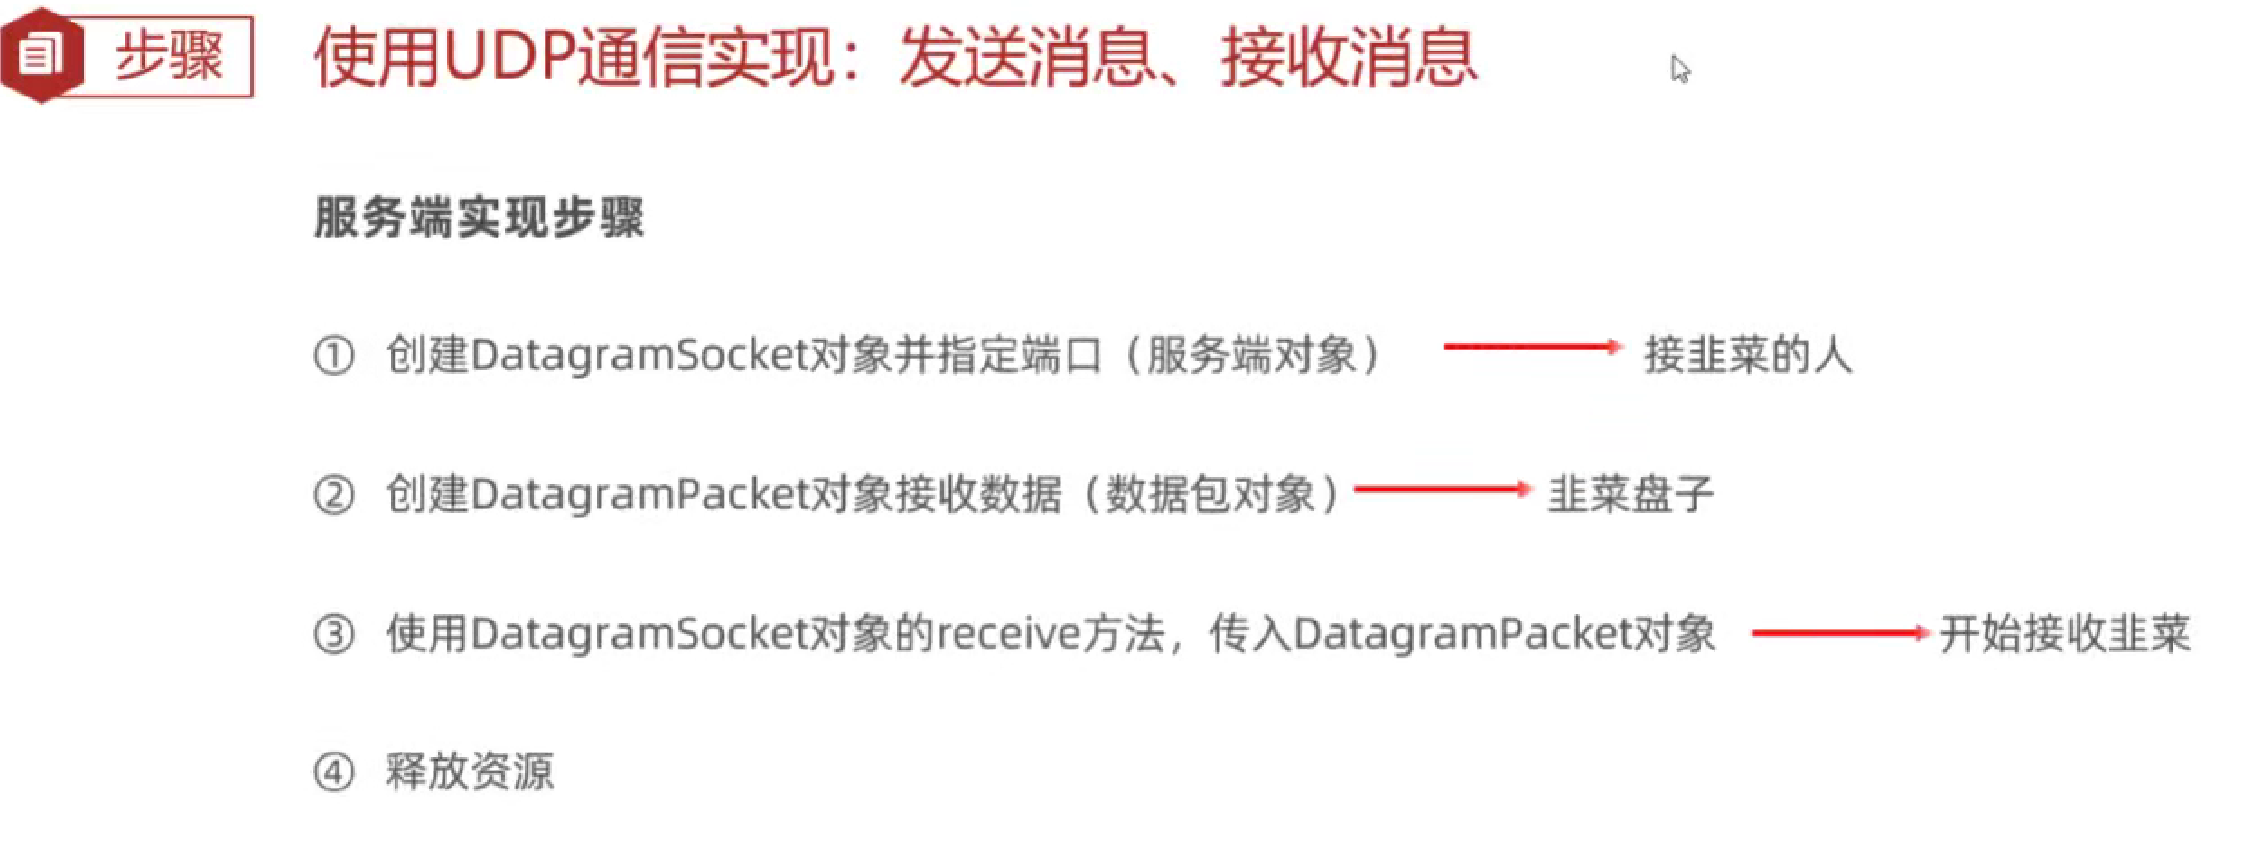 步骤 使用UDP通信实现：发送消息、接收消息
服务端实现步骤
① 创建DatagramSocket对象并指定端口（服务端对象） 接韭菜的人
② 创建DatagramPacket对象接收数据（数据包对象） 韭菜盘子
③ 使用DatagramSocket对象的receive方法，传入DatagramPacket对象 开始接收韭菜
④ 释放资源